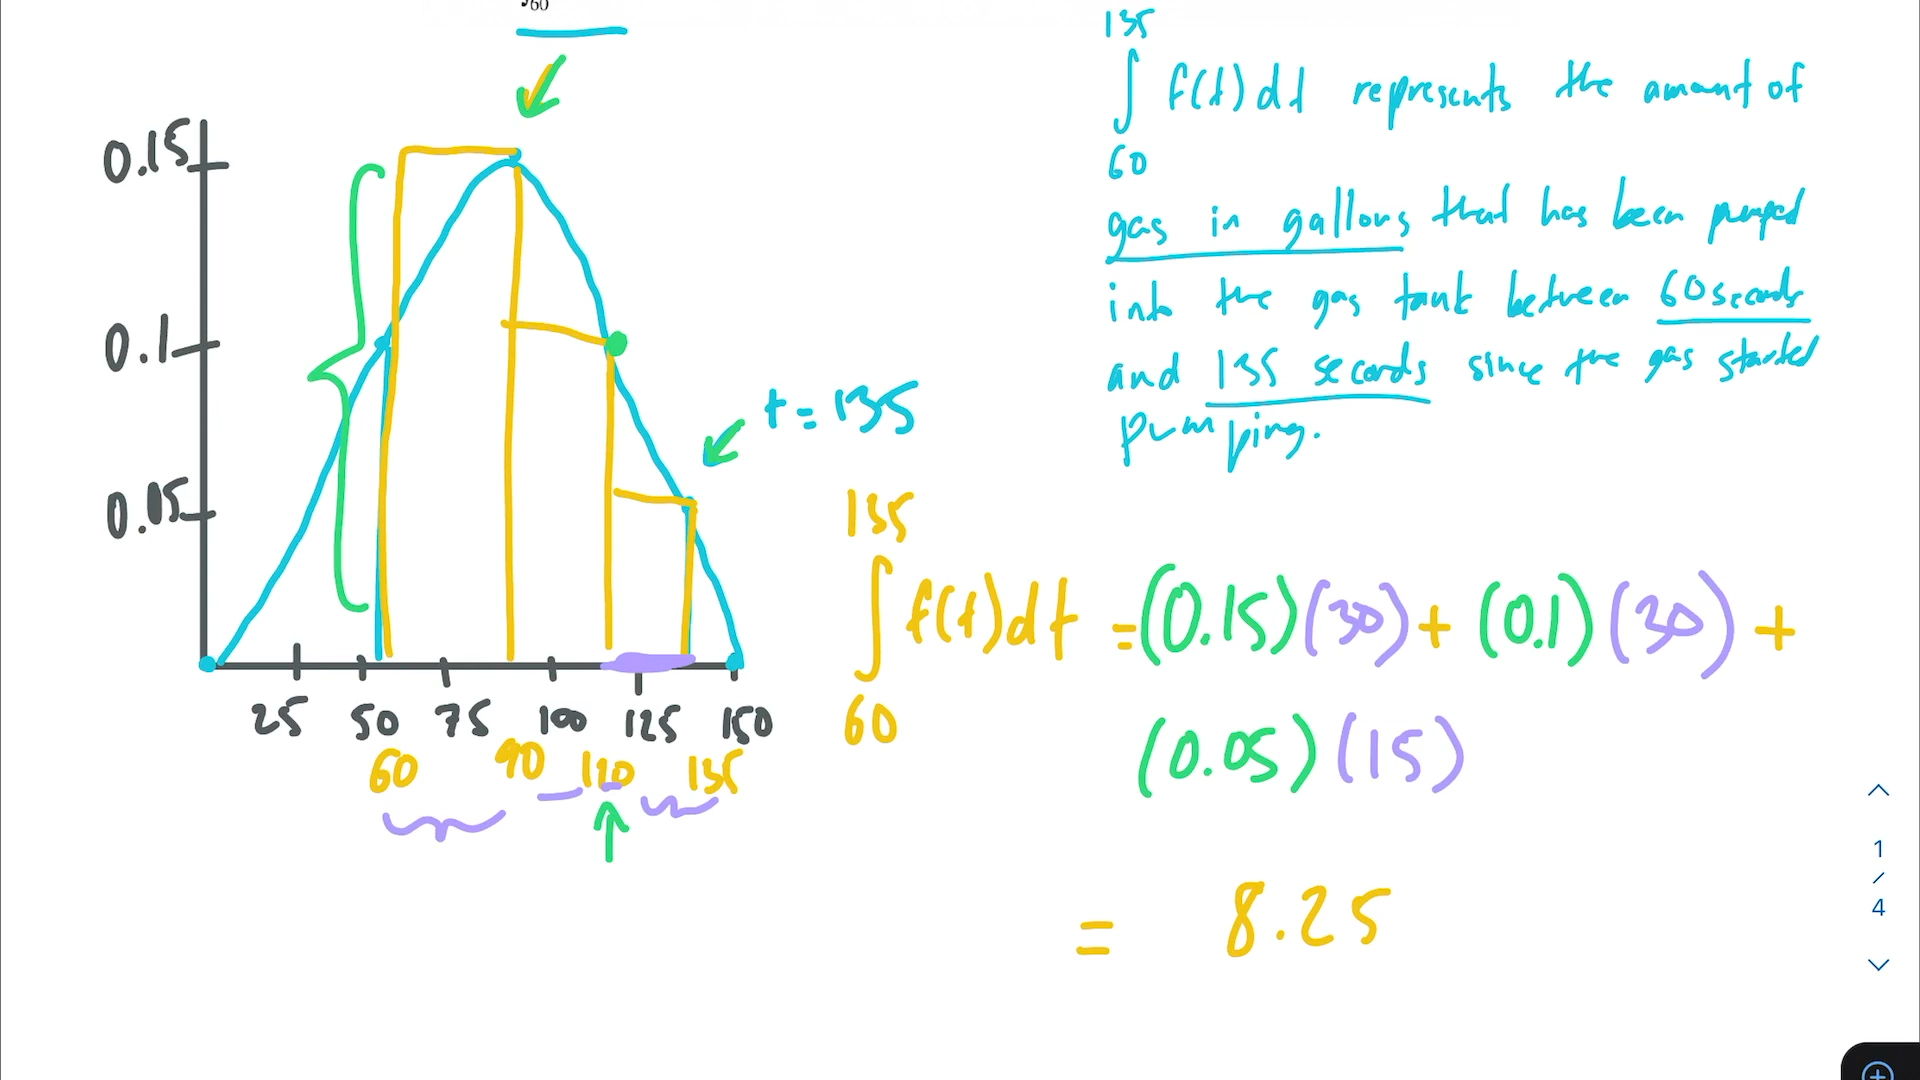 60
0.15
0.1
0.05
25 50 75 100 125 150
60 90 120 135
t = 135
135
∫ f(t)dt represents the amount of
60
gas in gallons that has been pumped
into the gas tank between 60 seconds
and 135 seconds since the gas started
pumping.
135
∫ f(t)dt = (0.15)(30) + (0.1)(30) +
60
(0.05)(15)
= 8.25
1
/
4